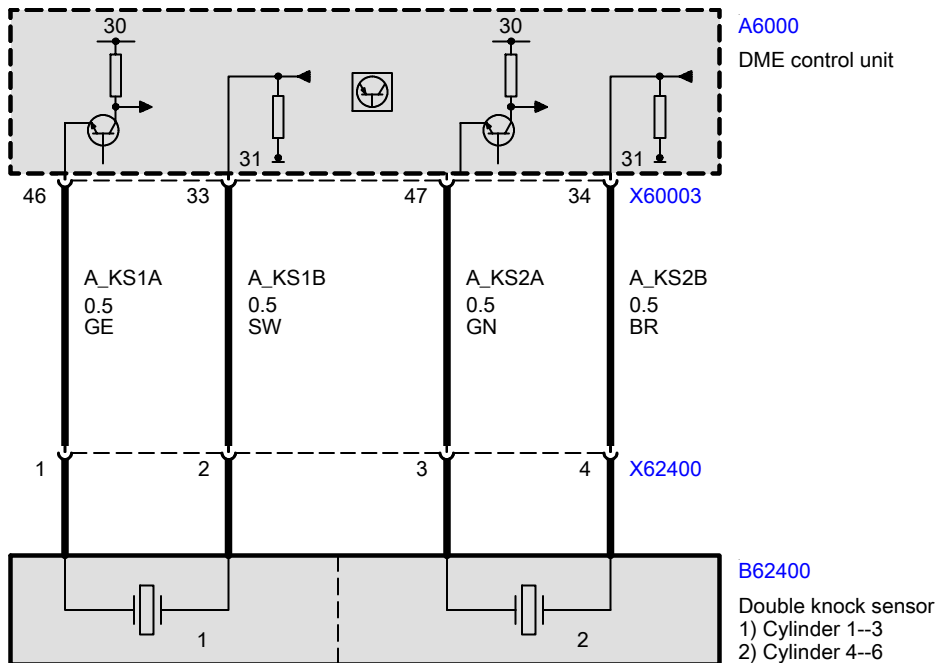 30
30
A6000
DME control unit
31
31
46
33
47
34
X60003
A_KS1A
0.5
GE
A_KS1B
0.5
SW
A_KS2A
0.5
GN
A_KS2B
0.5
BR
1
2
3
4
X62400
B62400
Double knock sensor
1) Cylinder 1--3
2) Cylinder 4--6
1
2